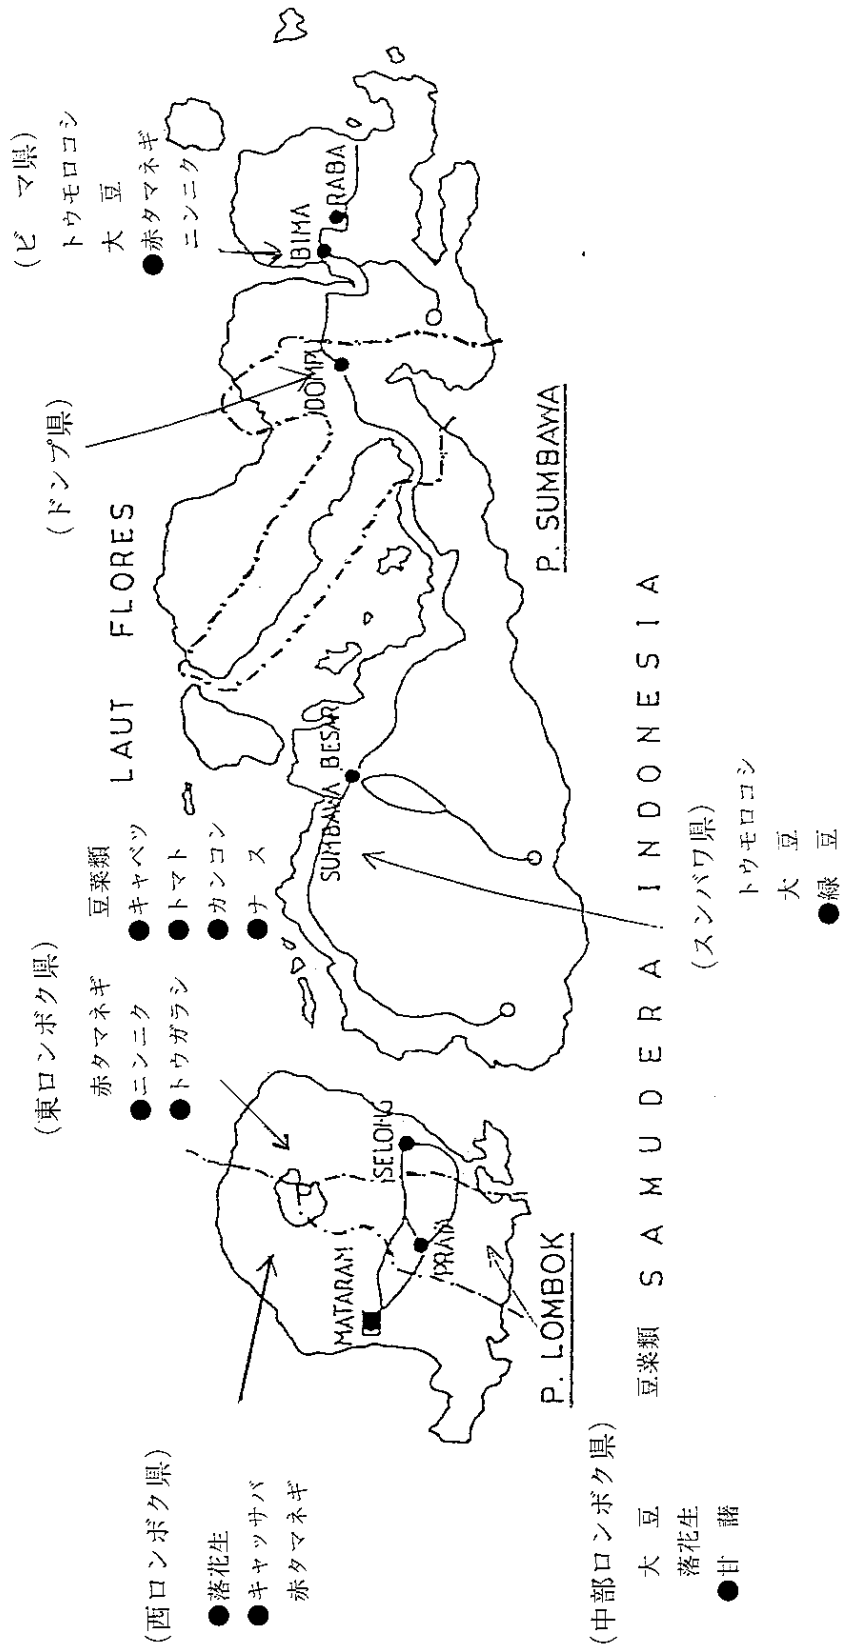 (西ロンボク県)
●落花生
●キャッサバ
赤タマネギ
(東ロンボク県)
赤タマネギ
●ニンニク
●トウガラシ
豆菜類
●キャベツ
●トマト
●カンコン
●ナス
(ドンプ県)
(ビマ県)
トウモロコシ
大豆
●赤タマネギ
ニンニク
LAUT FLORES
MATARAM
PRAIA
SELONG
SUMBAWA BESAR
DOMPU
BIMA
RABA
P. LOMBOK
P. SUMBAWA
SAMUDERA INDONESIA
(中部ロンボク県)
大豆
落花生
●甘藷
豆菜類
(スンバワ県)
トウモロコシ
大豆
●緑豆